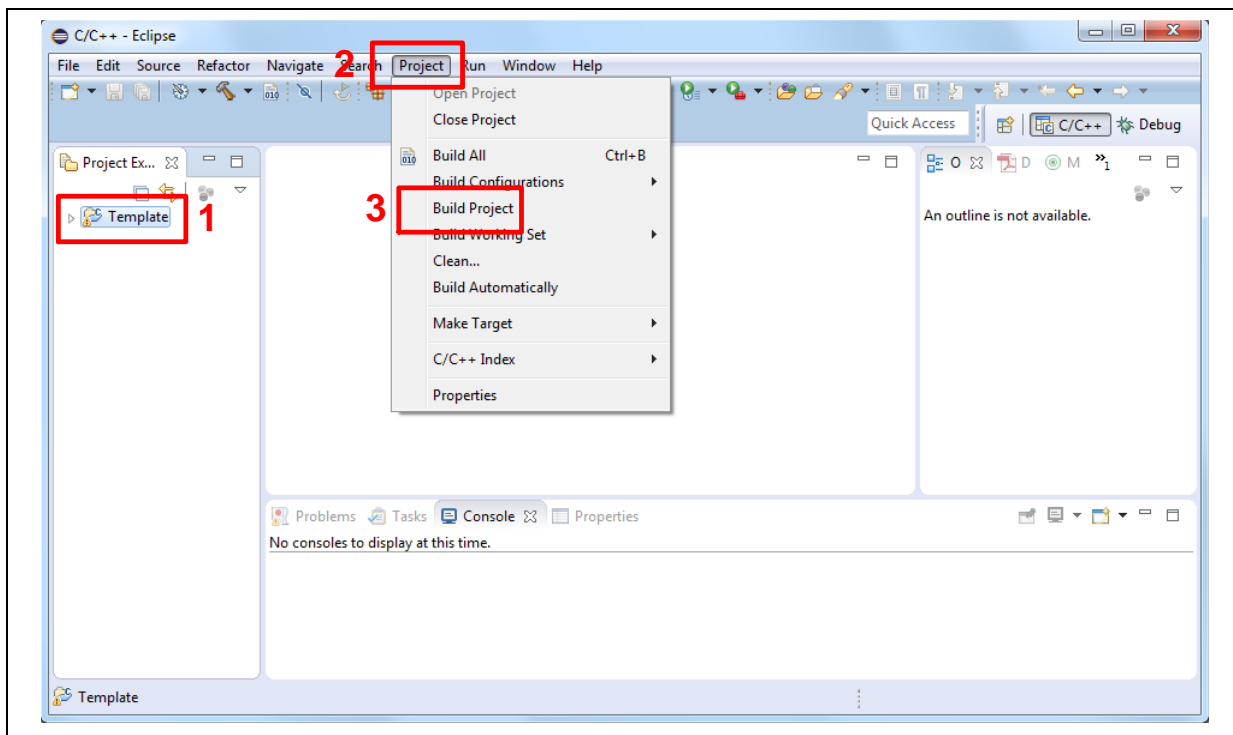 C/C++ - Eclipse
File Edit Source Refactor Navigate Search Project Run Window Help
2
Quick Access
C/C++
Debug
Project Ex...
Template
1
Open Project
Close Project
Build All Ctrl+B
Build Configurations
3
Build Project
Build Working Set
Clean...
Build Automatically
Make Target
C/C++ Index
Properties
O D M »1
An outline is not available.
Problems Tasks Console Properties
No consoles to display at this time.
Template